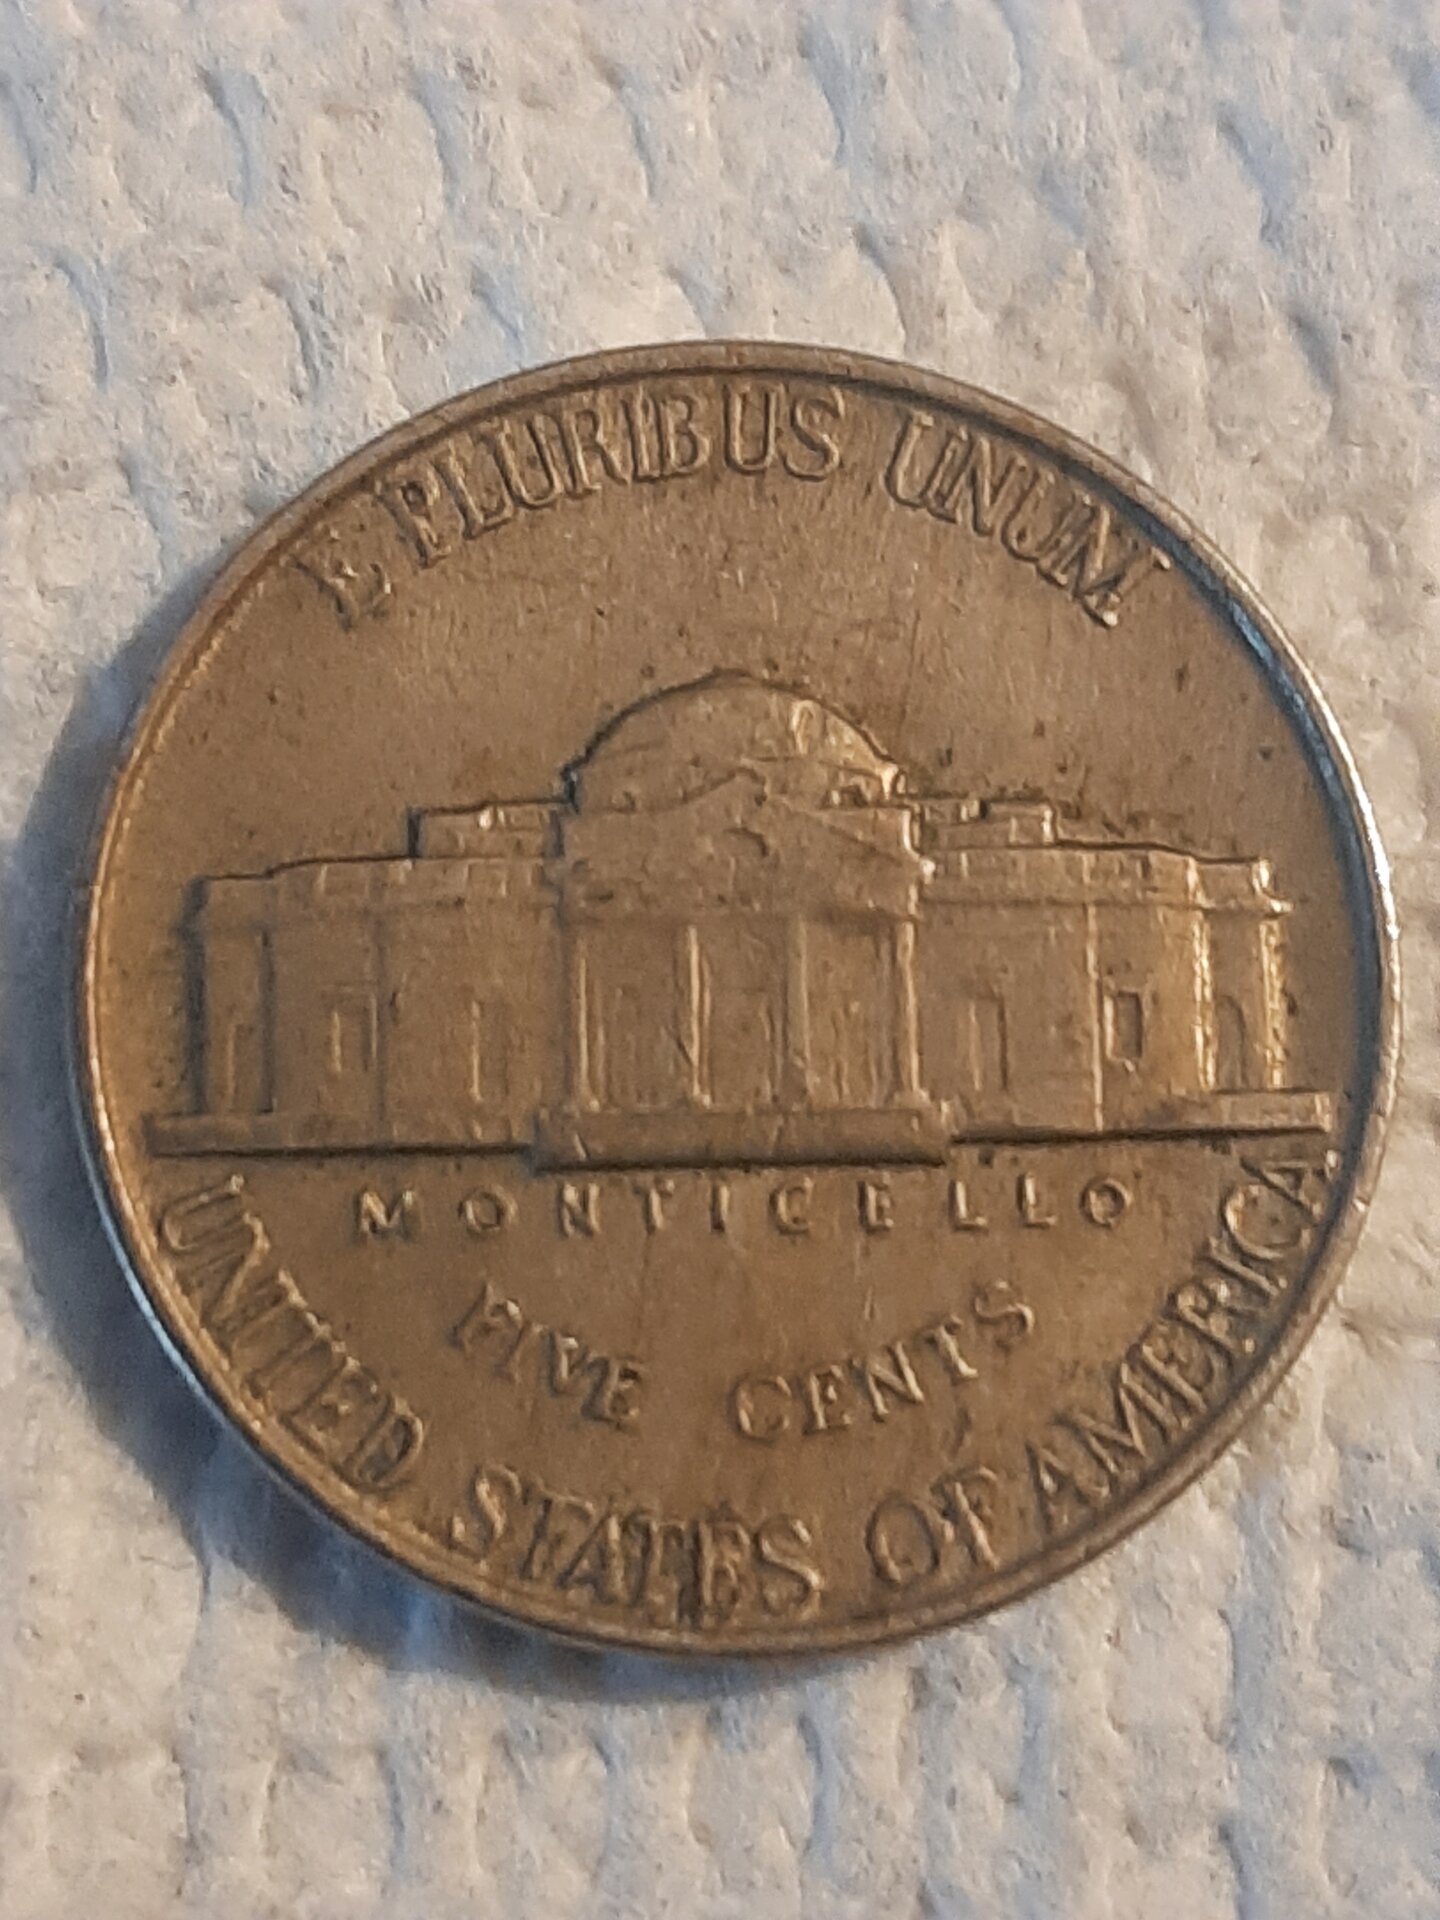 E PLURIBUS UNUM
MONTICELLO
FIVE CENTS
UNITED STATES OF AMERICA